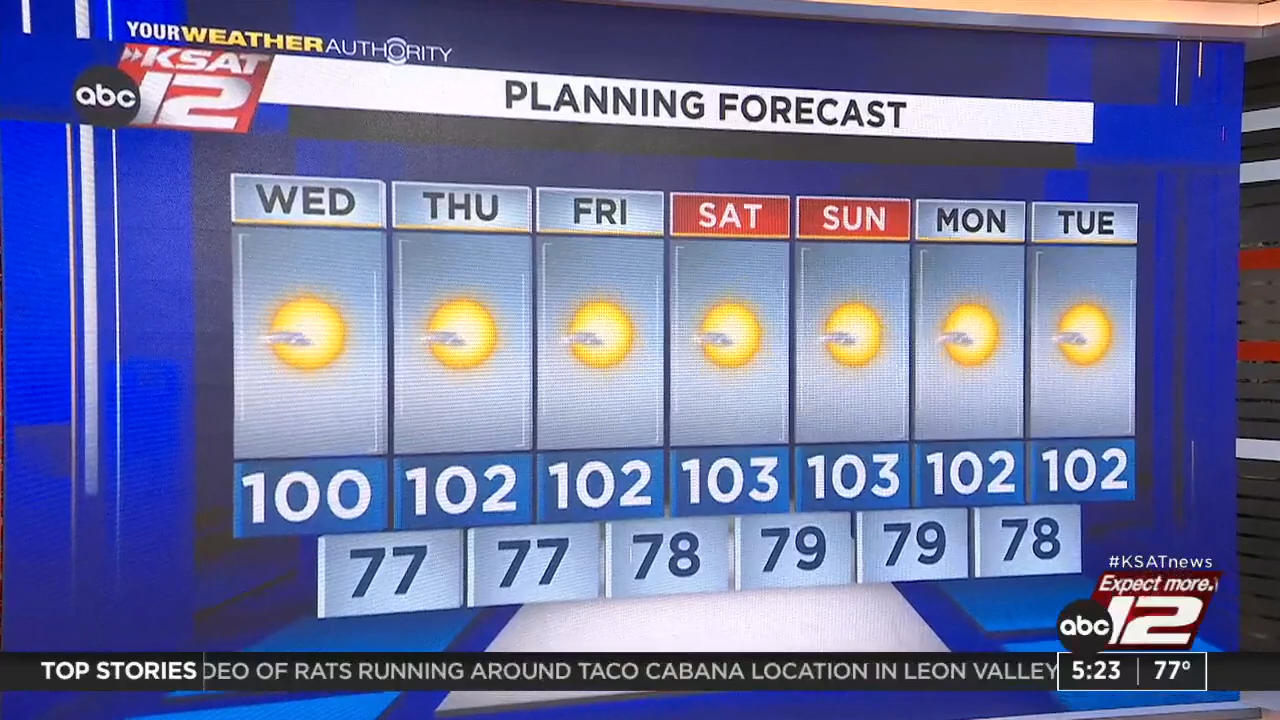 YOUR WEATHER AUTHORITY
KSAT
abc 12
PLANNING FORECAST
WED THU FRI SAT SUN MON TUE
100 102 102 103 103 102 102
77 77 78 79 79 78
#KSATnews
Expect more.
abc 12
TOP STORIES DEO OF RATS RUNNING AROUND TACO CABANA LOCATION IN LEON VALLEY 5:23 77°